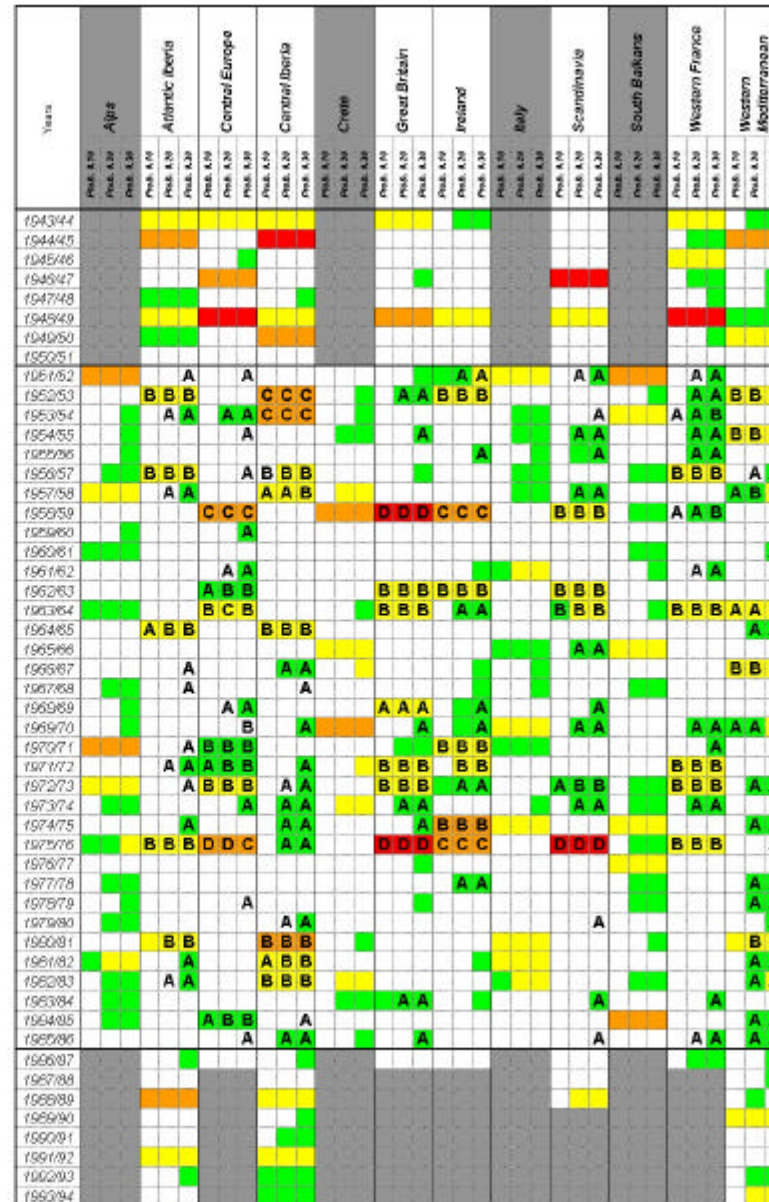 Years Alps Atlantic Iberia Central Europe Central Iberia Crete Great Britain Ireland Italy Scandinavia South Balkans Western France Western Mediterranean
1943/44
1944/45
1945/46
1946/47
1947/48
1948/49
1949/50
1950/51
1951/52 A A A A A A A A
1952/53 B B B C C C A A B B B A A B B
1953/54 A A A A C C C A A A B
1954/55 A A A A A A B B
1955/56 A A A A
1956/57 B B B A B B B B B B A
1957/58 A A A A B A A A B
1958/59 C C C D D D C C C B B B A A B
1959/60 A
1960/61
1961/62 A A A A
1962/63 A B B B B B B B B B B B
1963/64 B C B B B B A A B B B B B B A A
1964/65 A B B B B B A
1965/66 A A
1966/67 A A A B B
1967/68 A A
1968/69 A A A A A A A
1969/70 B A A A A A A A A A
1970/71 A B B B B B B A
1971/72 A A A B B A B B B B B B B B
1972/73 A B B B A A B B B A A A B B B B B A
1973/74 A A A A A A A A A
1974/75 A A A A B B B A
1975/76 B B B D D C A A D D D C C C D D D B B B
1976/77
1977/78 A A A
1978/79 A A
1979/80 A A A
1980/81 B B B B B B
1981/82 A A B B A
1982/83 A A B B B A
1983/84 A A A A
1984/85 A B B A A
1985/86 A A A A A A A A
1986/87
1987/88
1988/89
1989/90
1990/91
1991/92
1992/93
1993/94